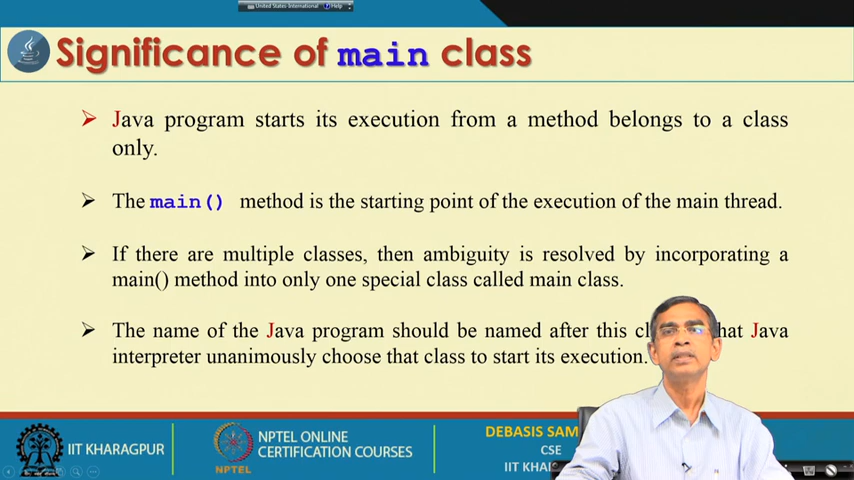 United States-International Help
Significance of main class
Java program starts its execution from a method belongs to a class
only.
The main() method is the starting point of the execution of the main thread.
If there are multiple classes, then ambiguity is resolved by incorporating a
main() method into only one special class called main class.
The name of the Java program should be named after this Java
interpreter unanimously choose that class to start its execution.
IIT KHARAGPUR
NPTEL
NPTEL ONLINE
CERTIFICATION COURSES
DEBASIS
CSE
IIT